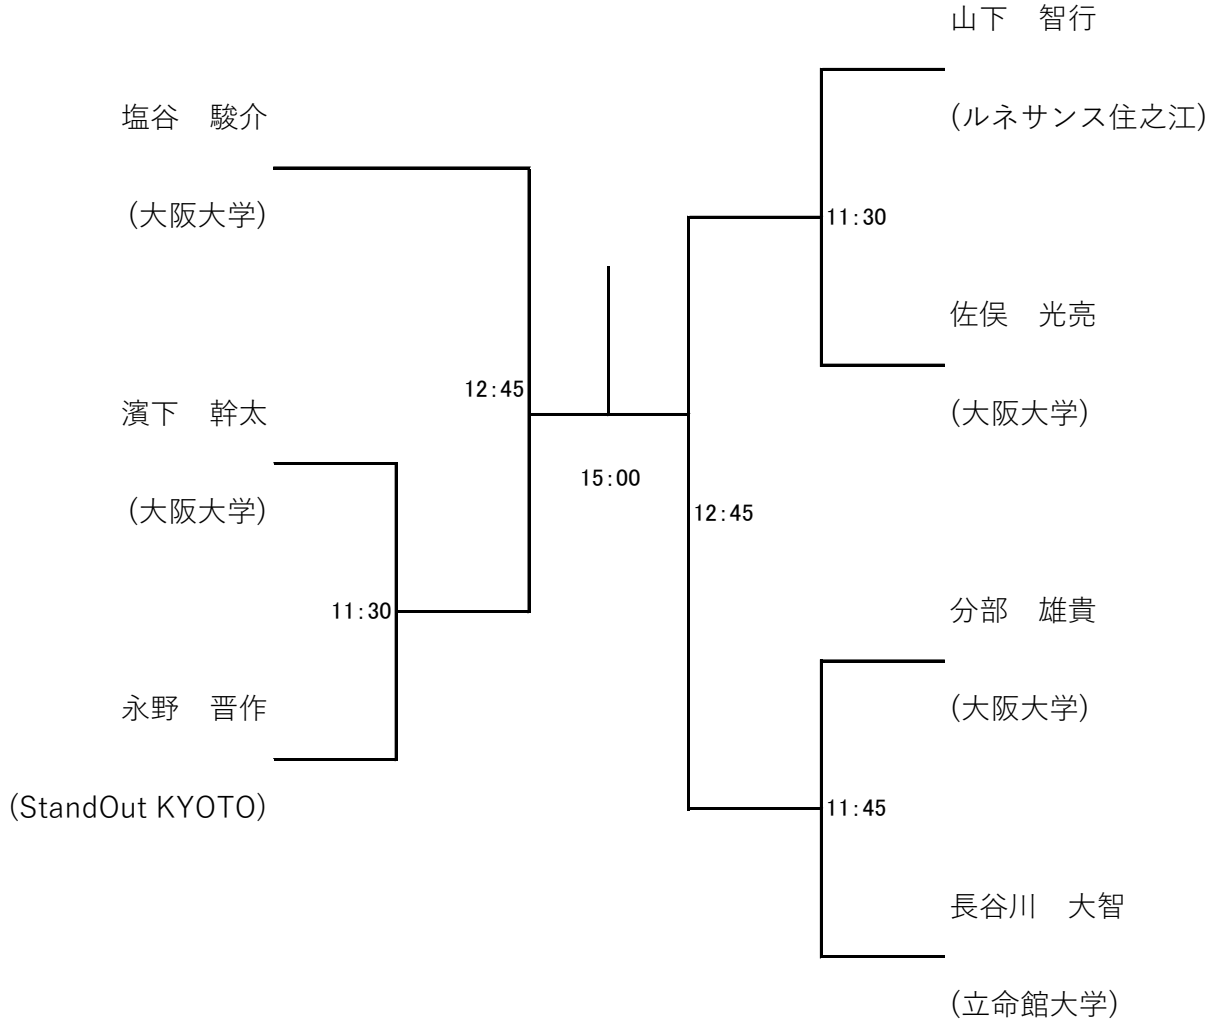 山下　智行
(ルネサンス住之江)
塩谷　駿介
(大阪大学)
11:30
佐俣　光亮
(大阪大学)
12:45
濱下　幹太
(大阪大学)
15:00
12:45
11:30
分部　雄貴
(大阪大学)
永野　晋作
(StandOut KYOTO)
11:45
長谷川　大智
(立命館大学)